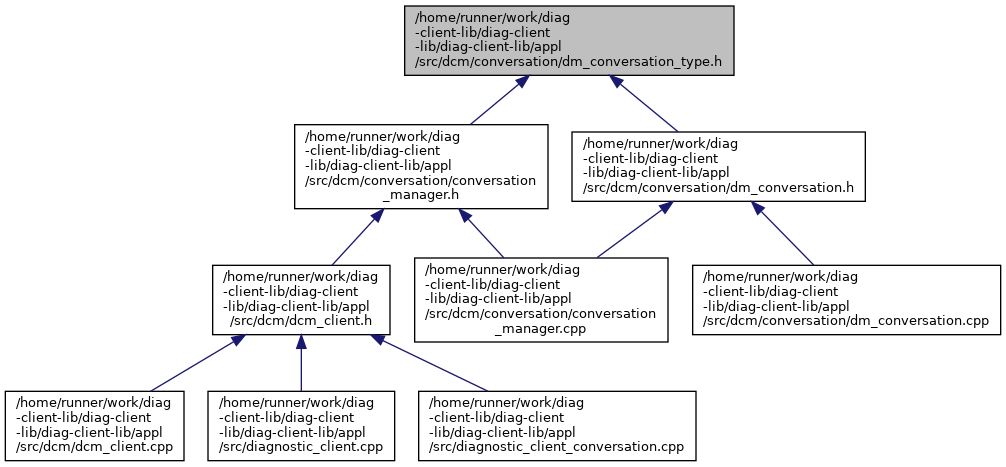 /home/runner/work/diag
-client-lib/diag-client
-lib/diag-client-lib/appl
/src/dcm/conversation/dm_conversation_type.h
/home/runner/work/diag
-client-lib/diag-client
-lib/diag-client-lib/appl
/src/dcm/conversation/conversation
_manager.h
/home/runner/work/diag
-client-lib/diag-client
-lib/diag-client-lib/appl
/src/dcm/conversation/dm_conversation.h
/home/runner/work/diag
-client-lib/diag-client
-lib/diag-client-lib/appl
/src/dcm/dcm_client.h
/home/runner/work/diag
-client-lib/diag-client
-lib/diag-client-lib/appl
/src/dcm/conversation/conversation
_manager.cpp
/home/runner/work/diag
-client-lib/diag-client
-lib/diag-client-lib/appl
/src/dcm/conversation/dm_conversation.cpp
/home/runner/work/diag
-client-lib/diag-client
-lib/diag-client-lib/appl
/src/dcm/dcm_client.cpp
/home/runner/work/diag
-client-lib/diag-client
-lib/diag-client-lib/appl
/src/diagnostic_client.cpp
/home/runner/work/diag
-client-lib/diag-client
-lib/diag-client-lib/appl
/src/diagnostic_client_conversation.cpp